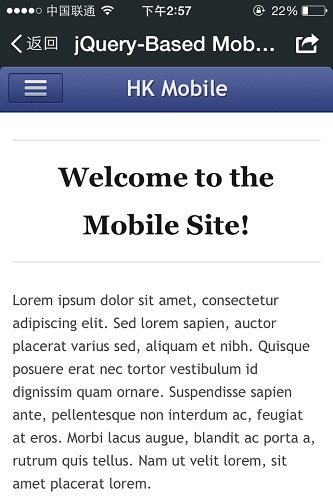 中国联通 下午2:57 22%
返回 jQuery-Based Mob...
HK Mobile
Welcome to the
Mobile Site!
Lorem ipsum dolor sit amet, consectetur
adipiscing elit. Sed lorem sapien, auctor
placerat varius sed, aliquam et nibh. Quisque
posuere erat nec tortor vestibulum id
dignissim quam ornare. Suspendisse sapien
ante, pellentesque non interdum ac, feugiat
at eros. Morbi lacus augue, blandit ac porta a,
rutrum quis tellus. Nam ut velit lorem, sit
amet placerat lorem.